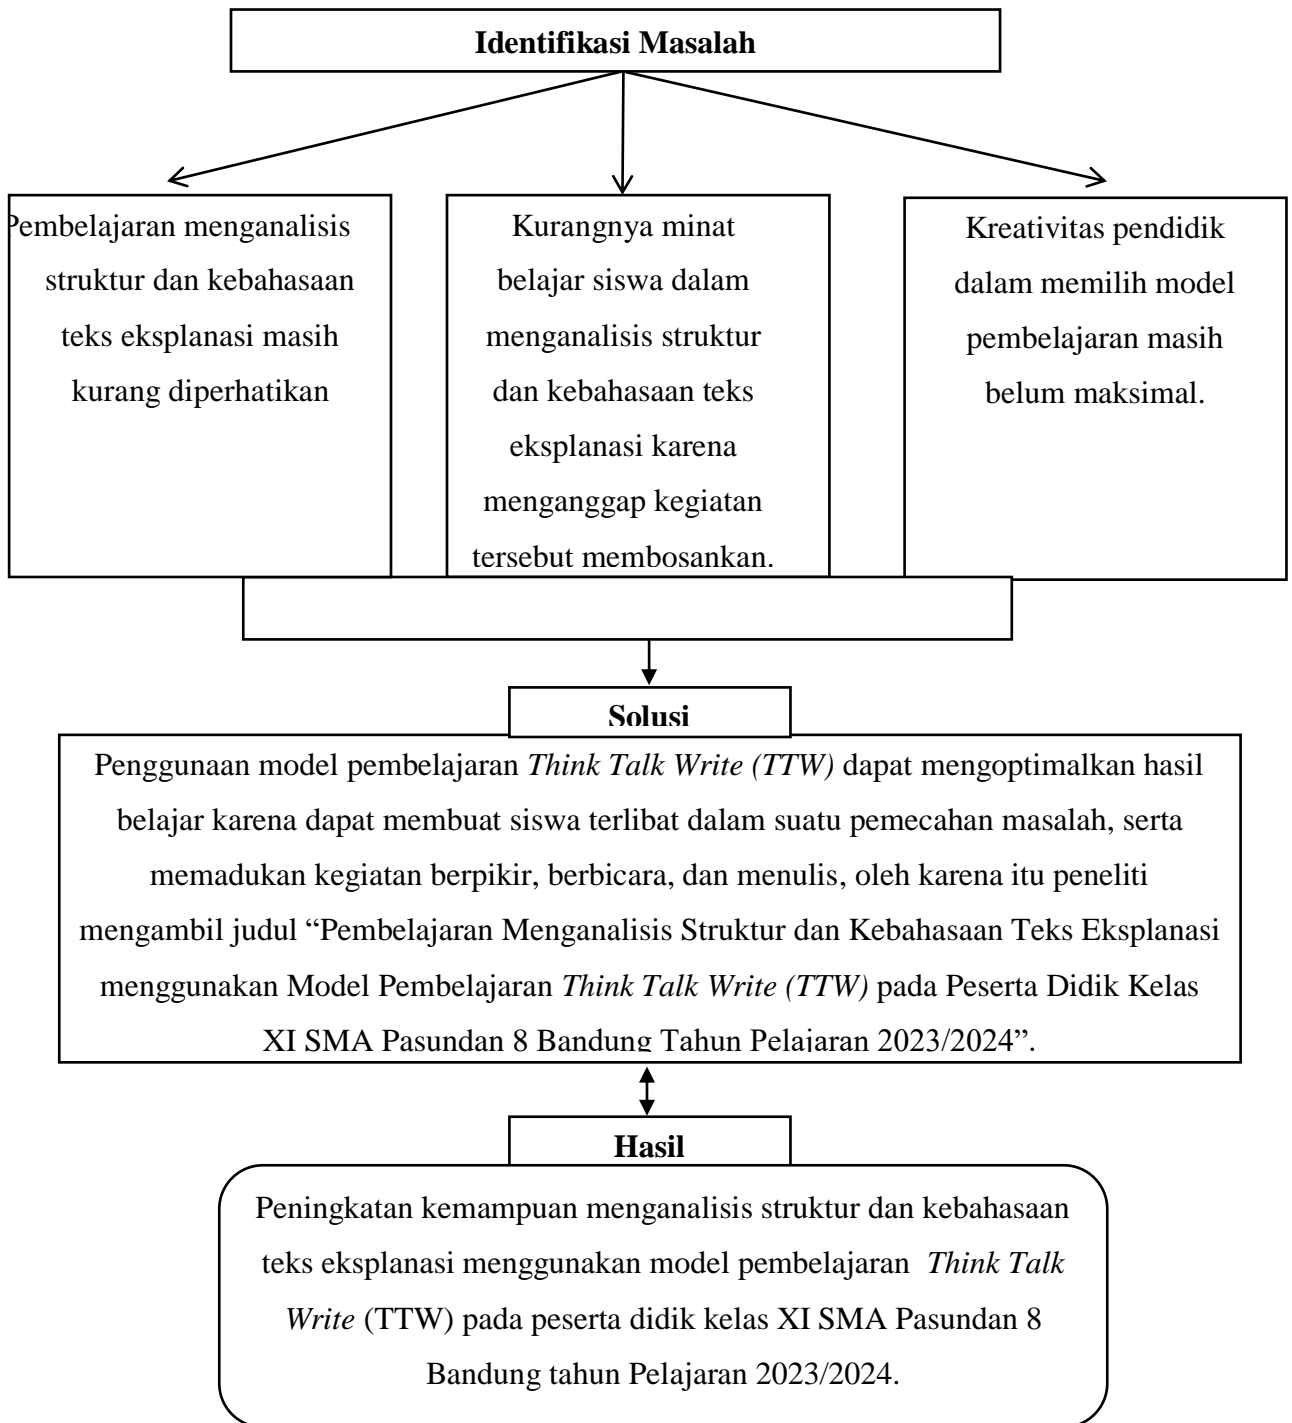 Identifikasi Masalah
Pembelajaran menganalisis
struktur dan kebahasaan
teks eksplanasi masih
kurang diperhatikan
Kurangnya minat
belajar siswa dalam
menganalisis struktur
dan kebahasaan teks
eksplanasi karena
menganggap kegiatan
tersebut membosankan.
Kreativitas pendidik
dalam memilih model
pembelajaran masih
belum maksimal.
Solusi
Penggunaan model pembelajaran Think Talk Write (TTW) dapat mengoptimalkan hasil
belajar karena dapat membuat siswa terlibat dalam suatu pemecahan masalah, serta
memadukan kegiatan berpikir, berbicara, dan menulis, oleh karena itu peneliti
mengambil judul “Pembelajaran Menganalisis Struktur dan Kebahasaan Teks Eksplanasi
menggunakan Model Pembelajaran Think Talk Write (TTW) pada Peserta Didik Kelas
XI SMA Pasundan 8 Bandung Tahun Pelajaran 2023/2024”.
Hasil
Peningkatan kemampuan menganalisis struktur dan kebahasaan
teks eksplanasi menggunakan model pembelajaran Think Talk
Write (TTW) pada peserta didik kelas XI SMA Pasundan 8
Bandung tahun Pelajaran 2023/2024.